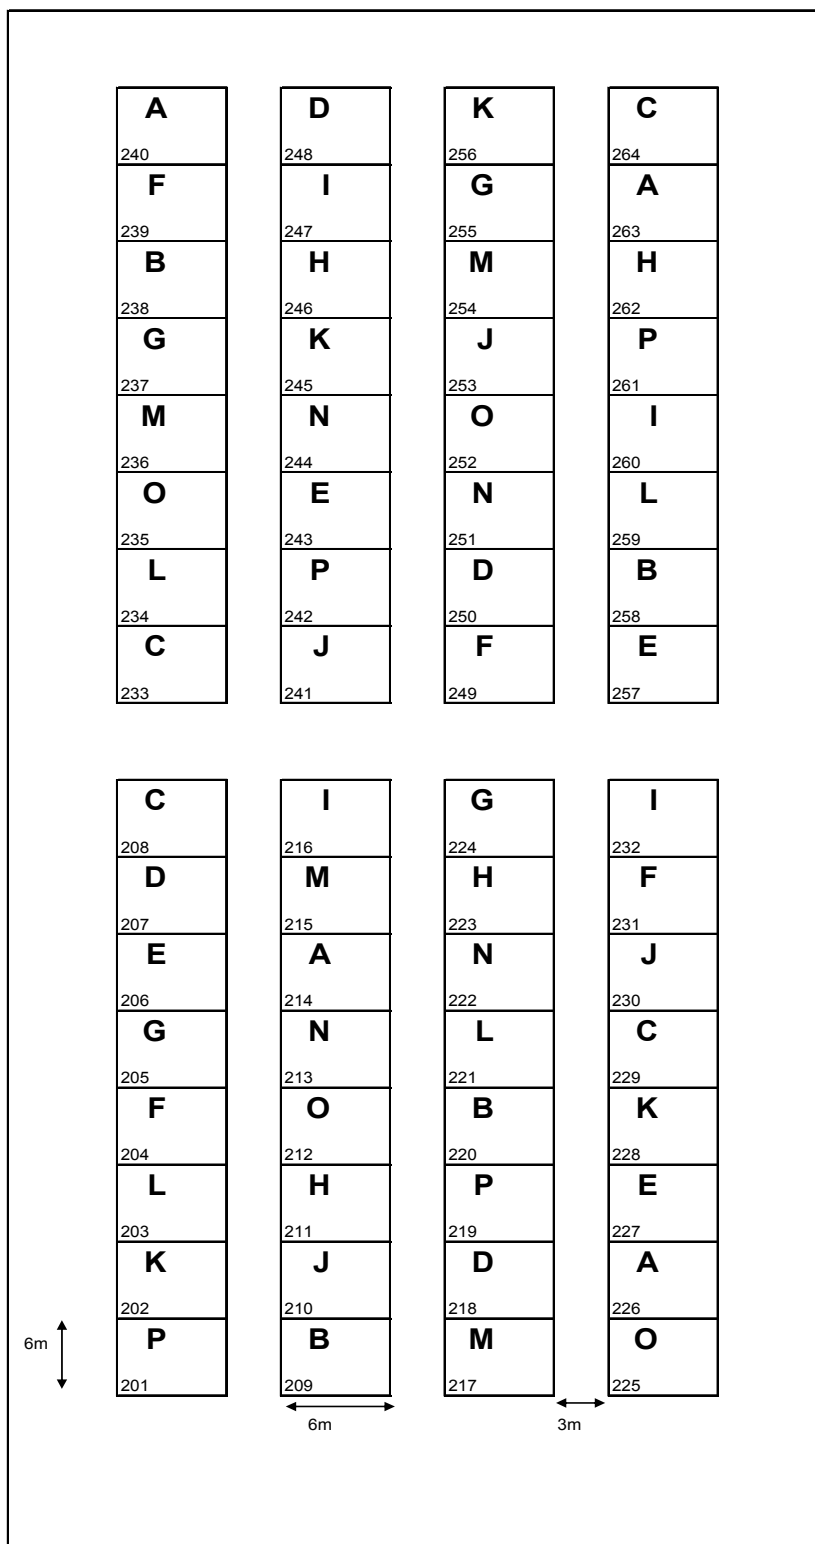 A D K C
240 248 256 264
F I G A
239 247 255 263
B H M H
238 246 254 262
G K J P
237 245 253 261
M N O I
236 244 252 260
O E N L
235 243 251 259
L P D B
234 242 250 258
C J F E
233 241 249 257
C I G I
208 216 224 232
D M H F
207 215 223 231
E A N J
206 214 222 230
G N L C
205 213 221 229
F O B K
204 212 220 228
L H P E
203 211 219 227
K J D A
202 210 218 226
P B M O
6m
201 209 217 225
6m 3m